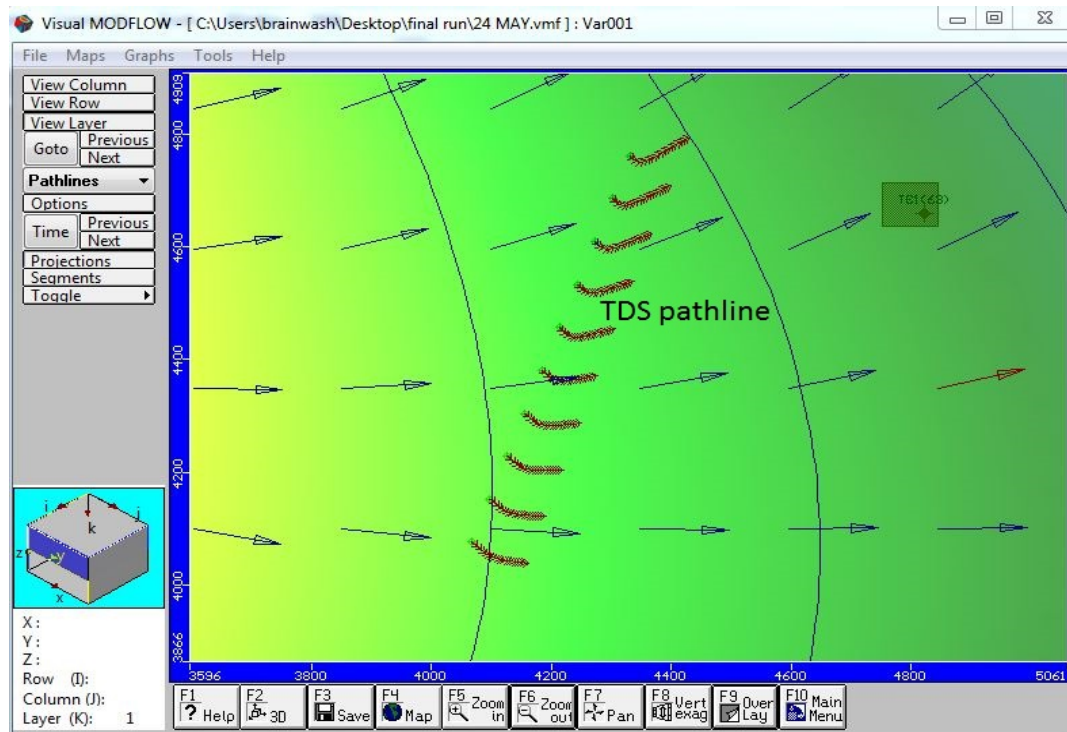 Visual MODFLOW - [ C:\Users\brainwash\Desktop\final run\24 MAY.vmf ] : Var001
File Maps Graphs Tools Help
View Column
View Row
View Layer
Goto
Previous
Next
Pathlines
Options
Time
Previous
Next
Projections
Segments
Toggle
4909
4800
4600
4400
4200
4000
3866
TDS pathline
3596 3800 4000 4200 4400 4600 4800 5061
i
j
k
z
y
x
X :
Y :
Z :
Row (I):
Column (J):
Layer (K): 1
F1 ? Help
F2 3D
F3 Save
F4 Map
F5 Zoom in
F6 Zoom out
F7 Pan
F8 Vert exag
F9 Over Lay
F10 Main Menu